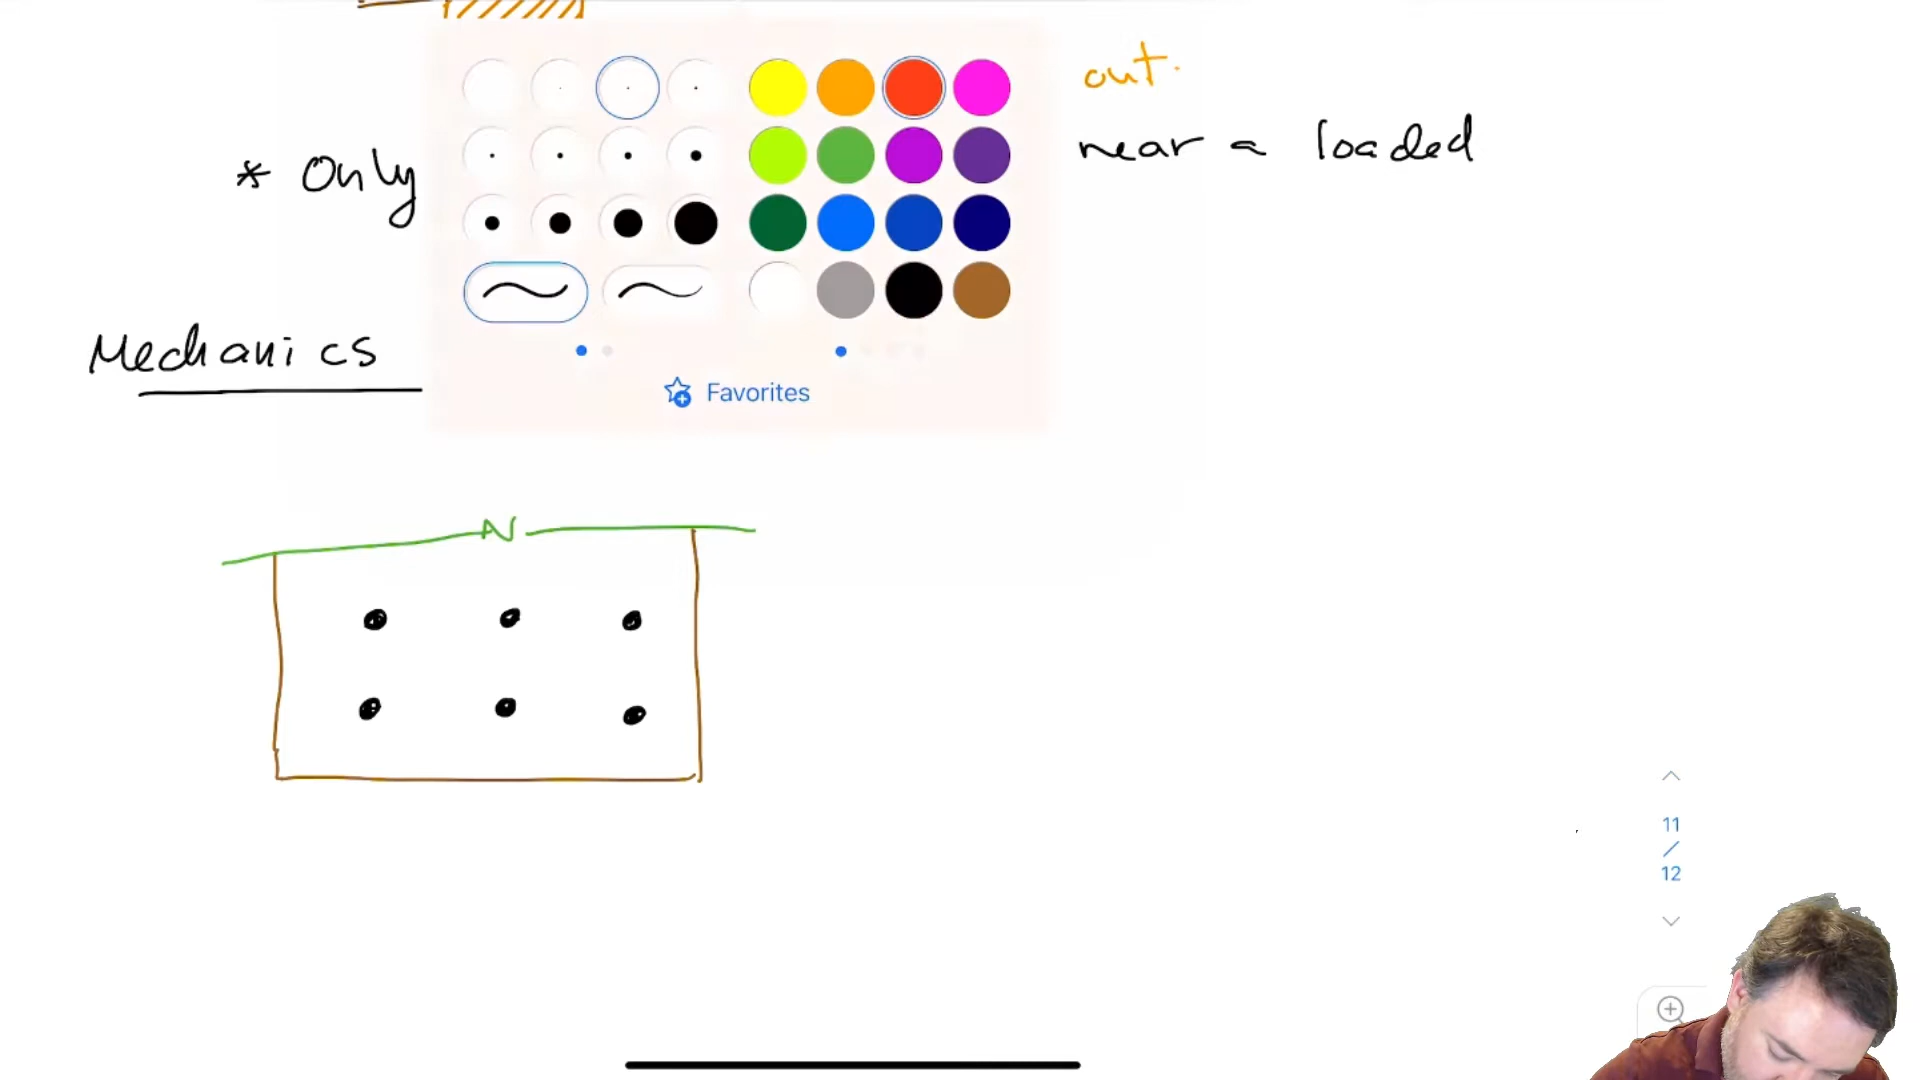 out.
* Only near a loaded
Mechanics
Favorites
N
11
/
12